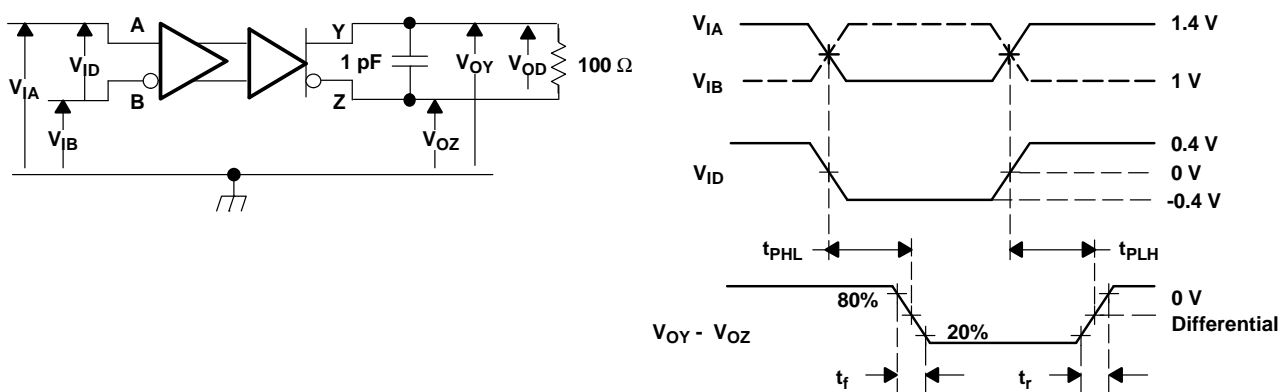 A
Y
V_ID
1 pF
V_OY
V_OD
100 Ω
V_IA
B
Z
V_IB
V_OZ
V_IA
1.4 V
V_IB
1 V
0.4 V
V_ID
0 V
-0.4 V
t_PHL
t_PLH
80%
0 V
Differential
V_OY - V_OZ
20%
t_f
t_r